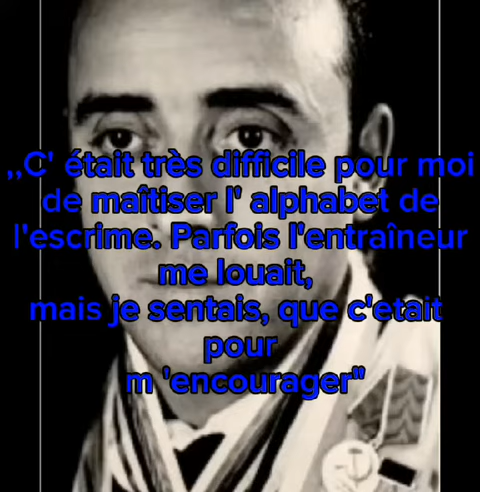 ,,C' était très difficile pour moi
de maîtiser l' alphabet de
l'escrime. Parfois l'entraîneur
me louait,
mais je sentais, que c'etait
pour
m 'encourager"